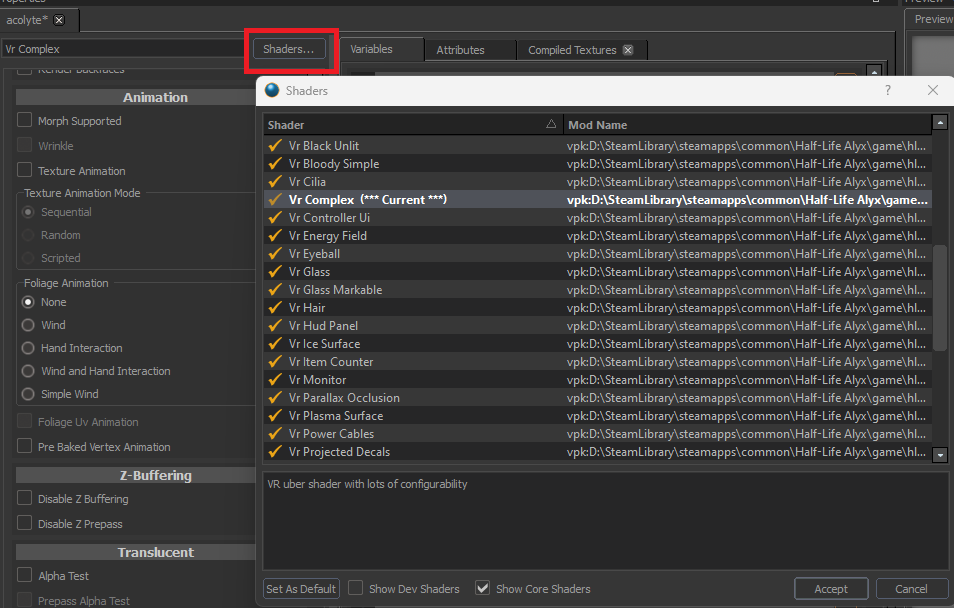 acolyte*
Preview
Vr Complex
Shaders...
Variables
Attributes
Compiled Textures
Render Backfaces
Animation
Morph Supported
Wrinkle
Texture Animation
Texture Animation Mode
Sequential
Random
Scripted
Foliage Animation
None
Wind
Hand Interaction
Wind and Hand Interaction
Simple Wind
Foliage Uv Animation
Pre Baked Vertex Animation
Z-Buffering
Disable Z Buffering
Disable Z Prepass
Translucent
Alpha Test
Prepass Alpha Test
Shaders
?
Shader Mod Name
Vr Black Unlit vpk:D:\SteamLibrary\steamapps\common\Half-Life Alyx\game\hl...
Vr Bloody Simple vpk:D:\SteamLibrary\steamapps\common\Half-Life Alyx\game\hl...
Vr Cilia vpk:D:\SteamLibrary\steamapps\common\Half-Life Alyx\game\hl...
Vr Complex (*** Current ***) vpk:D:\SteamLibrary\steamapps\common\Half-Life Alyx\game...
Vr Controller Ui vpk:D:\SteamLibrary\steamapps\common\Half-Life Alyx\game\hl...
Vr Energy Field vpk:D:\SteamLibrary\steamapps\common\Half-Life Alyx\game\hl...
Vr Eyeball vpk:D:\SteamLibrary\steamapps\common\Half-Life Alyx\game\hl...
Vr Glass vpk:D:\SteamLibrary\steamapps\common\Half-Life Alyx\game\hl...
Vr Glass Markable vpk:D:\SteamLibrary\steamapps\common\Half-Life Alyx\game\hl...
Vr Hair vpk:D:\SteamLibrary\steamapps\common\Half-Life Alyx\game\hl...
Vr Hud Panel vpk:D:\SteamLibrary\steamapps\common\Half-Life Alyx\game\hl...
Vr Ice Surface vpk:D:\SteamLibrary\steamapps\common\Half-Life Alyx\game\hl...
Vr Item Counter vpk:D:\SteamLibrary\steamapps\common\Half-Life Alyx\game\hl...
Vr Monitor vpk:D:\SteamLibrary\steamapps\common\Half-Life Alyx\game\hl...
Vr Parallax Occlusion vpk:D:\SteamLibrary\steamapps\common\Half-Life Alyx\game\hl...
Vr Plasma Surface vpk:D:\SteamLibrary\steamapps\common\Half-Life Alyx\game\hl...
Vr Power Cables vpk:D:\SteamLibrary\steamapps\common\Half-Life Alyx\game\hl...
Vr Projected Decals vpk:D:\SteamLibrary\steamapps\common\Half-Life Alyx\game\hl...
VR uber shader with lots of configurability
Set As Default
Show Dev Shaders
Show Core Shaders
Accept
Cancel